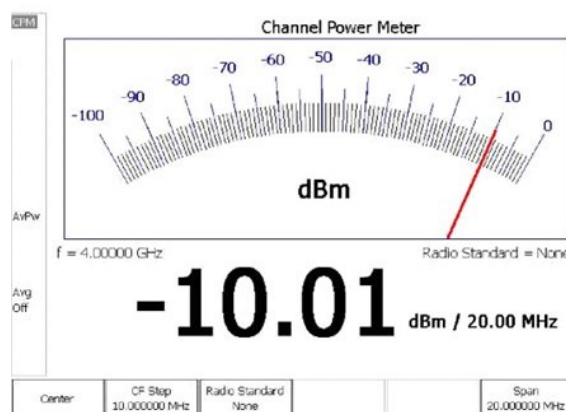 CPM
Channel Power Meter
-100 -90 -80 -70 -60 -50 -40 -30 -20 -10 0
dBm
AvPw
f = 4.00000 GHz
Radio Standard = None
Avg
Off
-10.01 dBm / 20.00 MHz
Center
CF Step
10.000000 MHz
Radio Standard
None
Span
20.000000 MHz